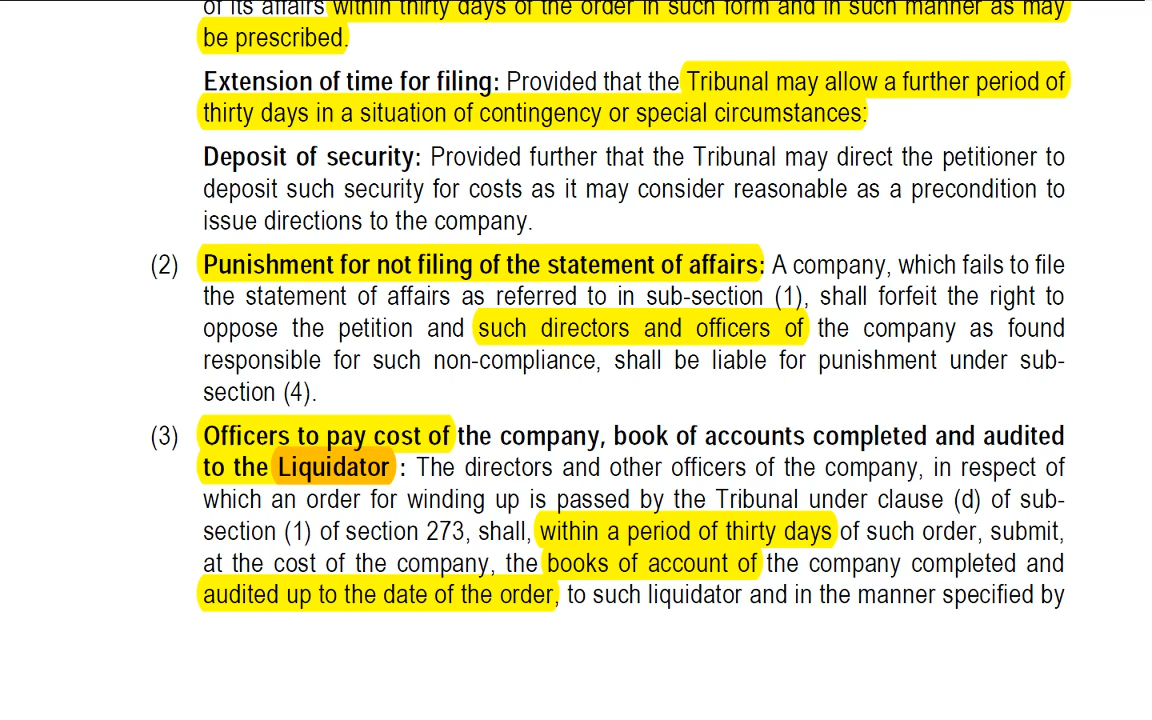 of its affairs within thirty days of the order in such form and in such manner as may
be prescribed.
Extension of time for filing: Provided that the Tribunal may allow a further period of
thirty days in a situation of contingency or special circumstances:
Deposit of security: Provided further that the Tribunal may direct the petitioner to
deposit such security for costs as it may consider reasonable as a precondition to
issue directions to the company.
(2) Punishment for not filing of the statement of affairs: A company, which fails to file
the statement of affairs as referred to in sub-section (1), shall forfeit the right to
oppose the petition and such directors and officers of the company as found
responsible for such non-compliance, shall be liable for punishment under sub-
section (4).
(3) Officers to pay cost of the company, book of accounts completed and audited
to the Liquidator : The directors and other officers of the company, in respect of
which an order for winding up is passed by the Tribunal under clause (d) of sub-
section (1) of section 273, shall, within a period of thirty days of such order, submit,
at the cost of the company, the books of account of the company completed and
audited up to the date of the order, to such liquidator and in the manner specified by